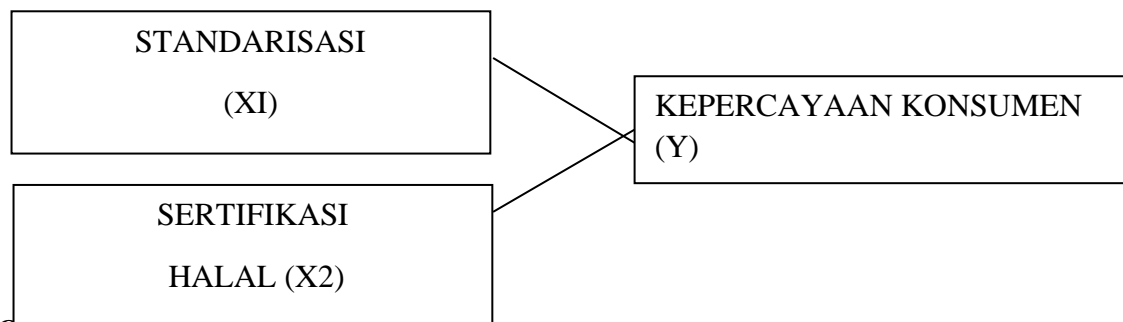 STANDARISASI
(XI)
KEPERCAYAAN KONSUMEN
(Y)
SERTIFIKASI
HALAL (X2)